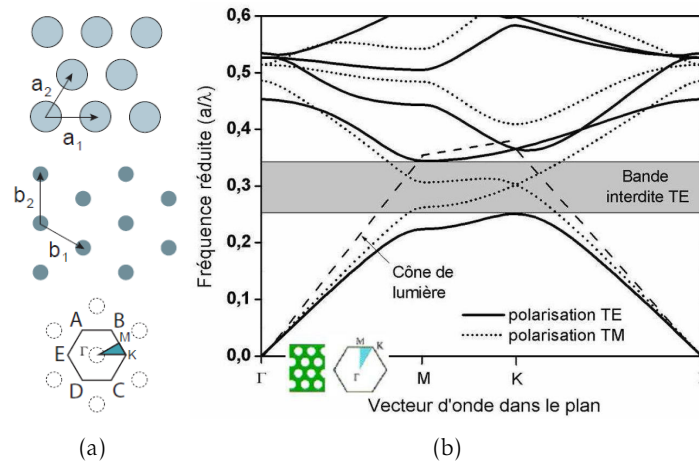 a₂
a₁
b₂
b₁
A B
M
E Γ K
D C
(a)
(b)
Fréquence réduite (a/λ)
0,6
0,5
0,4
0,3
0,2
0,1
0,0
Bande
interdite TE
Cône de
lumière
polarisation TE
polarisation TM
M K
Γ
Γ M K
Vecteur d'onde dans le plan